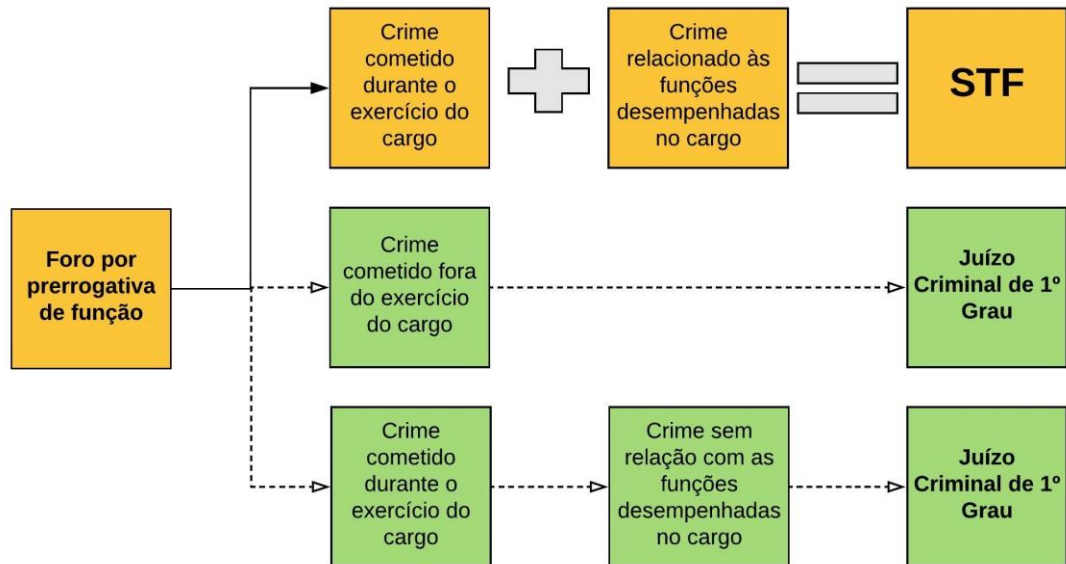 Crime
cometido
durante o
exercício do
cargo
Crime
relacionado às
funções
desempenhadas
no cargo
STF
Foro por
prerrogativa
de função
Crime
cometido fora
do exercício
do cargo
Juízo
Criminal de 1º
Grau
Crime
cometido
durante o
exercício do
cargo
Crime sem
relação com as
funções
desempenhadas
no cargo
Juízo
Criminal de 1º
Grau